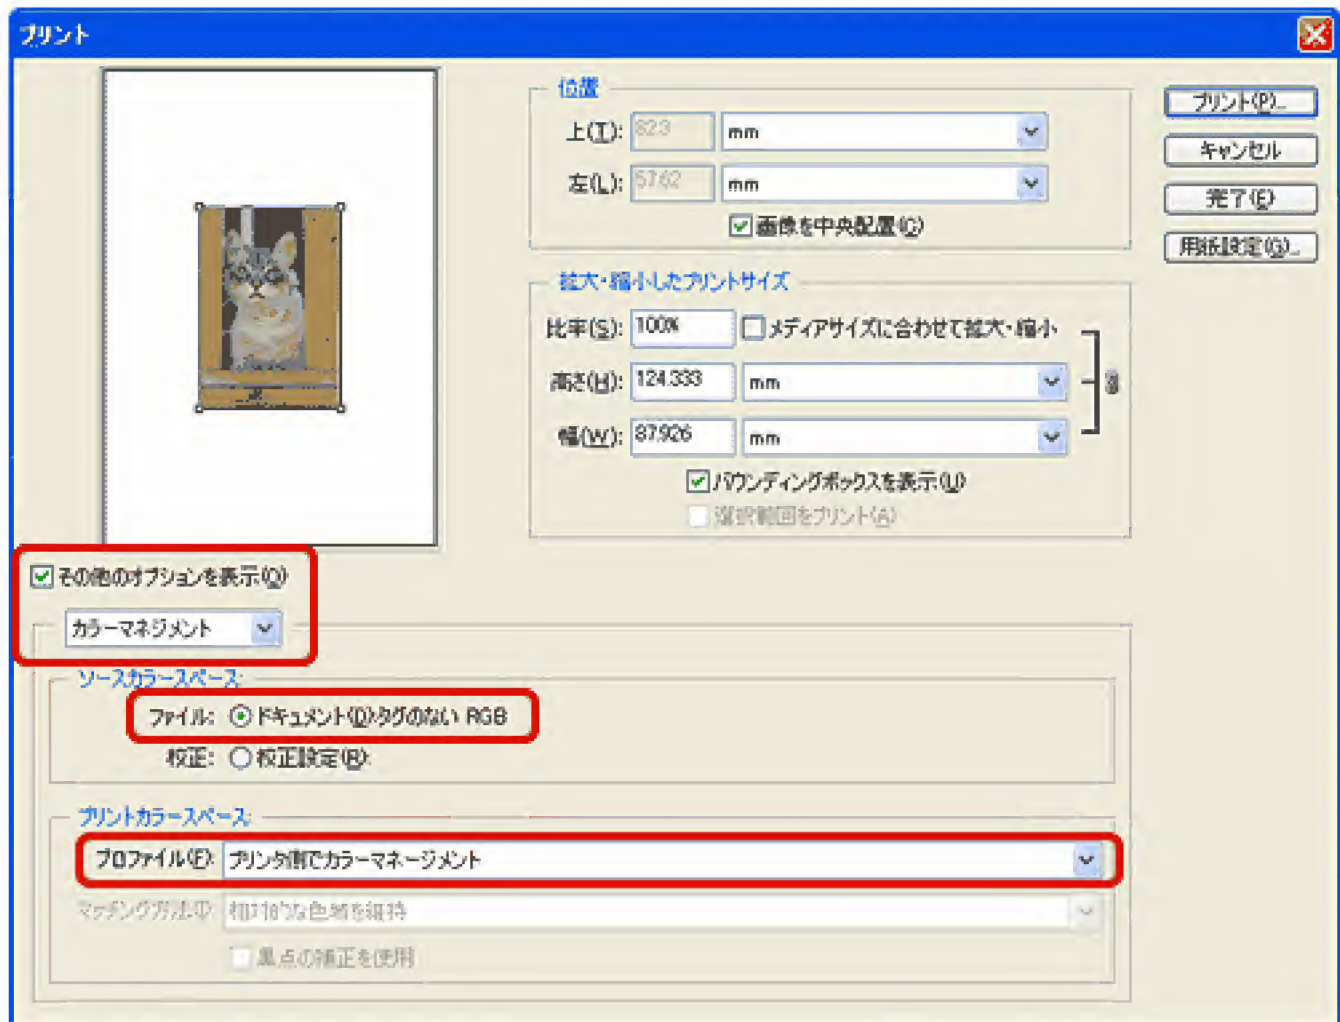 プリント
位置
上(T): 82.3 mm
左(L): 57.62 mm
画像を中央配置(C)
拡大・縮小したプリントサイズ
比率(S): 100% メディアサイズに合わせて拡大・縮小
高さ(H): 124.333 mm
幅(W): 87.926 mm
バウンディングボックスを表示(U)
選択範囲をプリント(A)
プリント(P)...
キャンセル
完了(E)
用紙設定(G)...
その他のオプションを表示(O)
カラーマネジメント
ソースカラースペース:
ファイル: ドキュメント(D):タグのない RGB
校正: 校正設定(R):
プリントカラースペース:
プロファイル(F): プリンタ側でカラーマネージメント
マッチング方法(I): 相対的な色域を維持
黒点の補正を使用